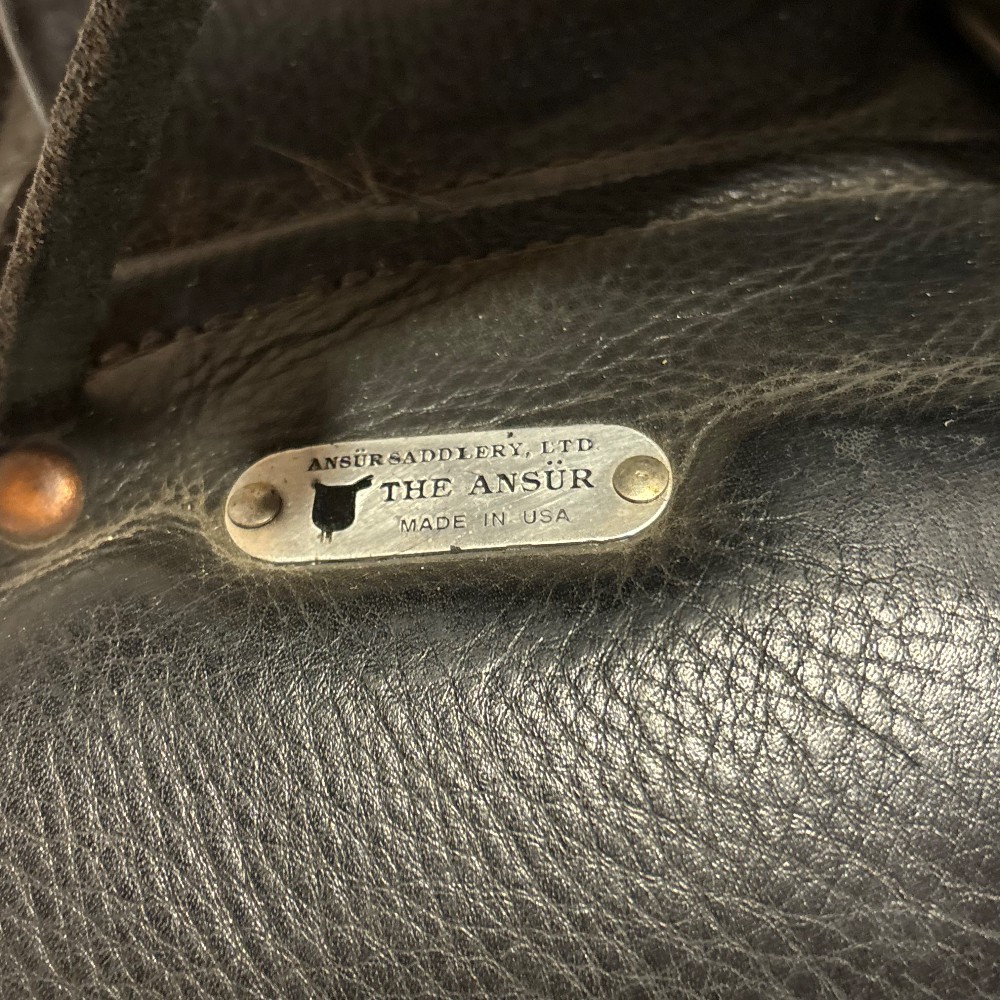 ANSÜR SADDLERY, LTD
THE ANSÜR
MADE IN USA